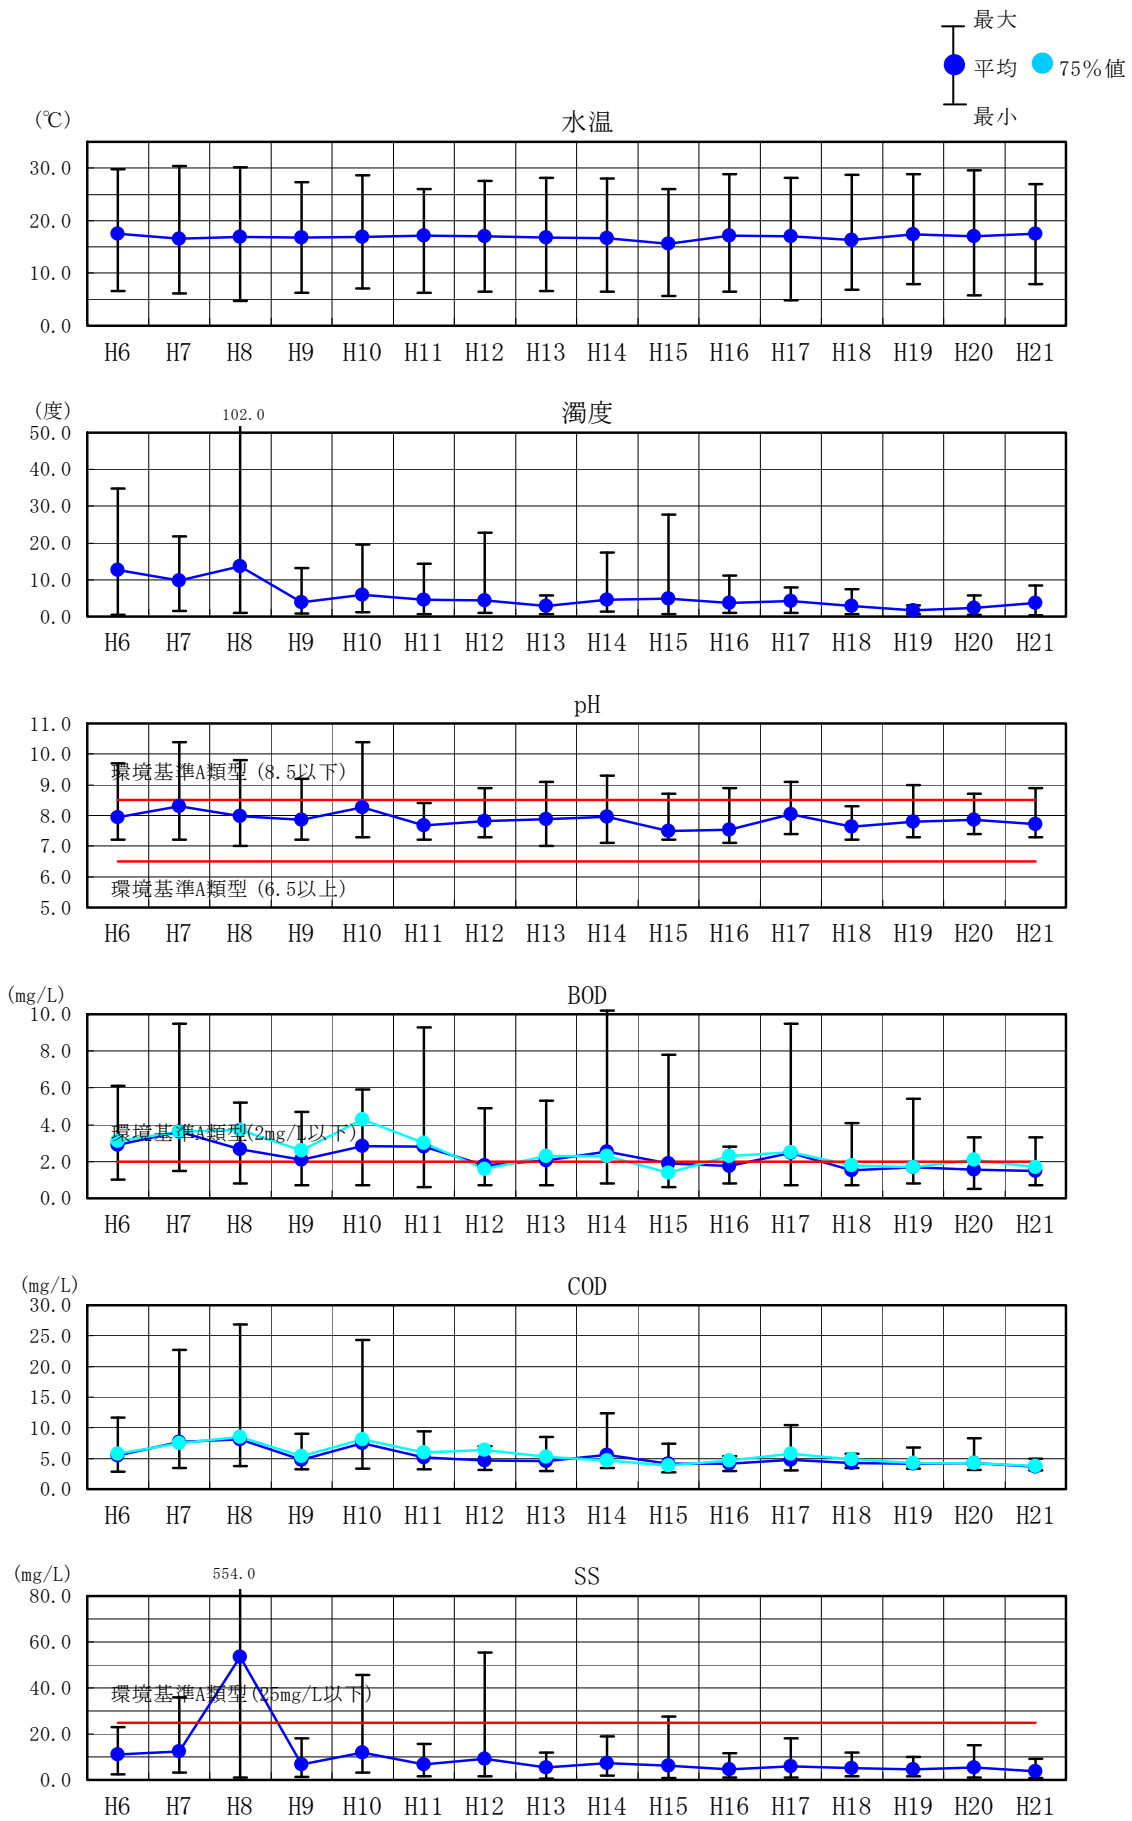 最大
平均 75%値
最小
(℃) 水温
30.0
20.0
10.0
0.0
H6 H7 H8 H9 H10 H11 H12 H13 H14 H15 H16 H17 H18 H19 H20 H21
(度) 102.0 濁度
50.0
40.0
30.0
20.0
10.0
0.0
H6 H7 H8 H9 H10 H11 H12 H13 H14 H15 H16 H17 H18 H19 H20 H21
pH
11.0
10.0
環境基準A類型(8.5以下)
9.0
8.0
7.0
6.0
環境基準A類型(6.5以上)
5.0
H6 H7 H8 H9 H10 H11 H12 H13 H14 H15 H16 H17 H18 H19 H20 H21
(mg/L) BOD
10.0
8.0
6.0
4.0
環境基準A類型(2mg/L以下)
2.0
0.0
H6 H7 H8 H9 H10 H11 H12 H13 H14 H15 H16 H17 H18 H19 H20 H21
(mg/L) COD
30.0
25.0
20.0
15.0
10.0
5.0
0.0
H6 H7 H8 H9 H10 H11 H12 H13 H14 H15 H16 H17 H18 H19 H20 H21
(mg/L) 554.0 SS
80.0
60.0
40.0
環境基準A類型(25mg/L以下)
20.0
0.0
H6 H7 H8 H9 H10 H11 H12 H13 H14 H15 H16 H17 H18 H19 H20 H21